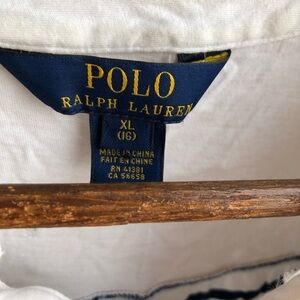 POLO
RALPH LAUREN
XL
(16)
MADE IN CHINA
FAIT EN CHINE
RN 41381
CA 56658